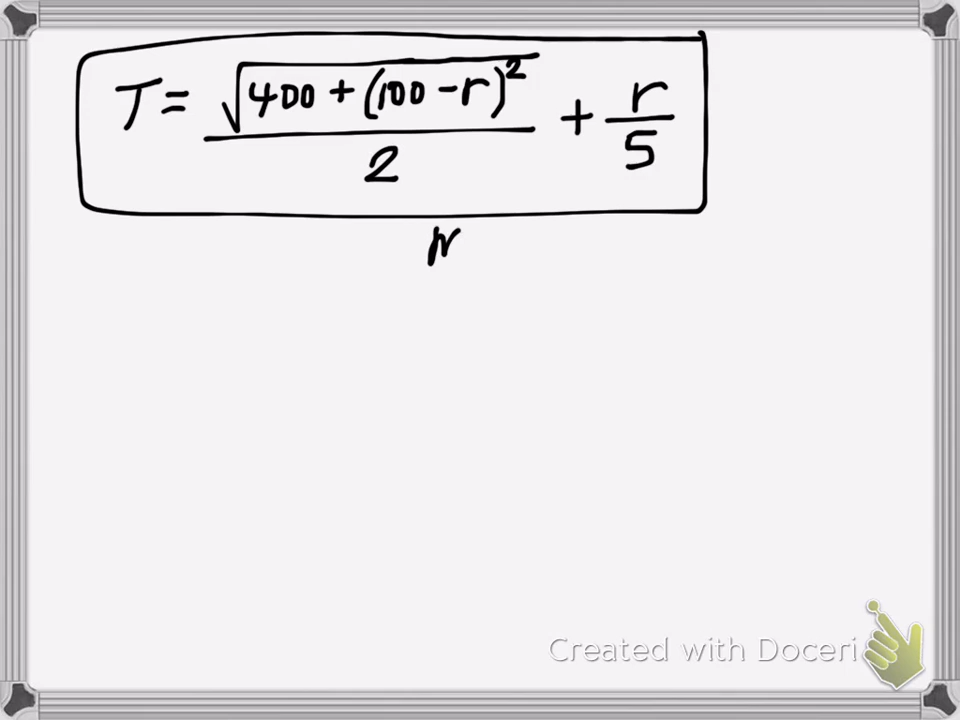 T = √(400 + (100 - r)²) / 2 + r / 5
Created with Doceri